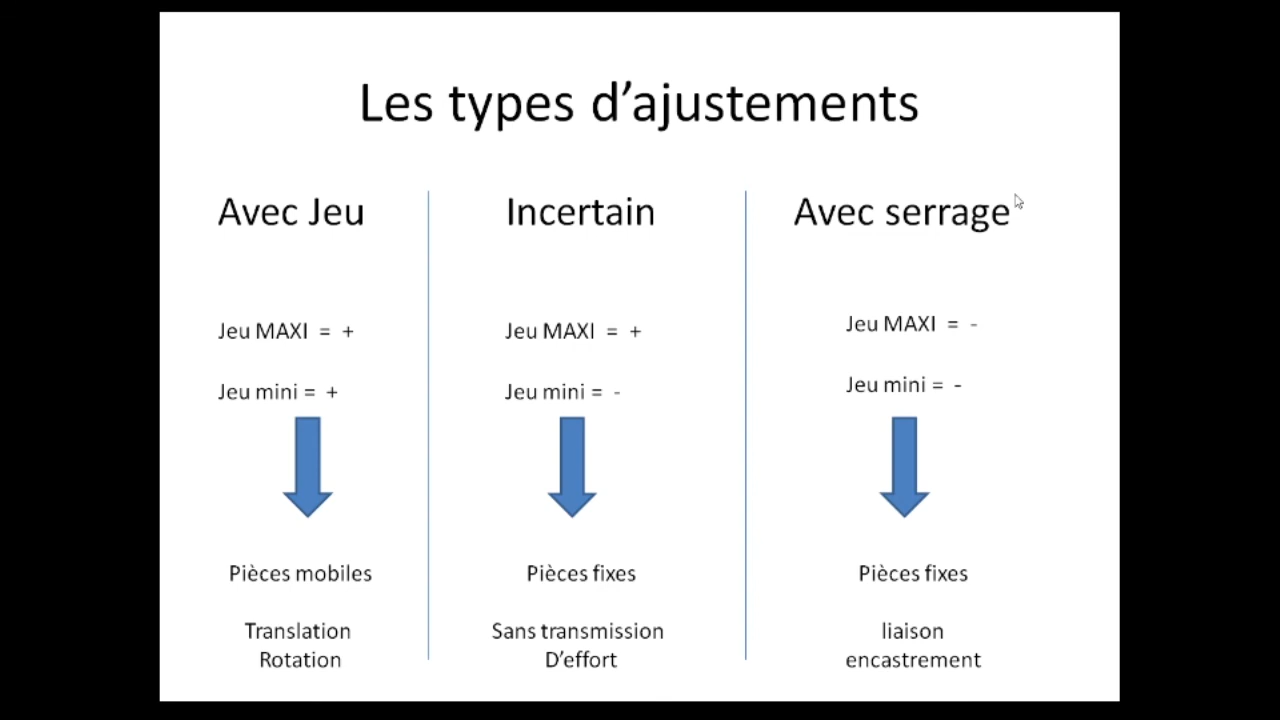 Les types d’ajustements
Avec Jeu
Jeu MAXI = +
Jeu mini = +
Pièces mobiles
Translation
Rotation
Incertain
Jeu MAXI = +
Jeu mini = -
Pièces fixes
Sans transmission
D’effort
Avec serrage
Jeu MAXI = -
Jeu mini = -
Pièces fixes
liaison
encastrement